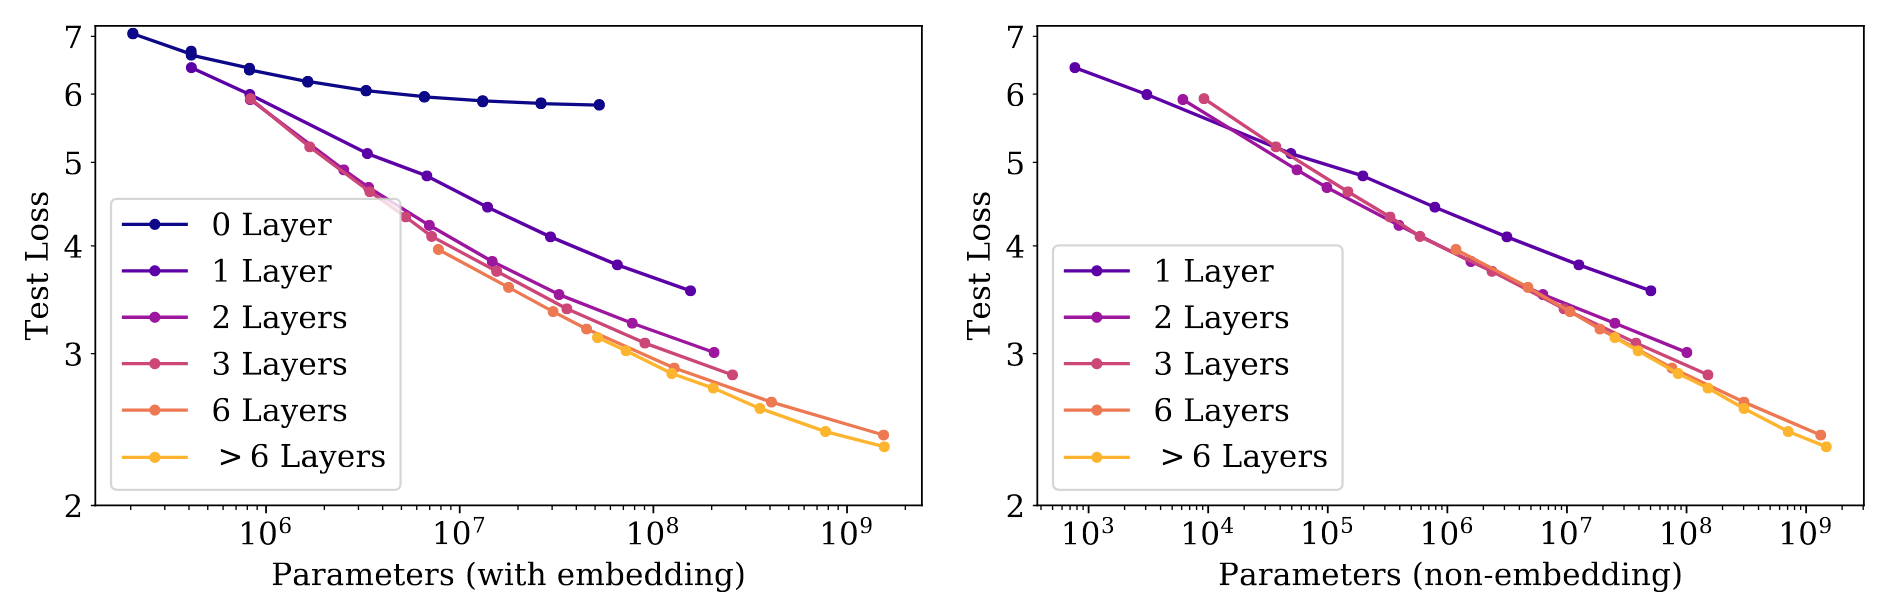 7
6
5
4
3
2
Test Loss
0 Layer
1 Layer
2 Layers
3 Layers
6 Layers
> 6 Layers
10⁶ 10⁷ 10⁸ 10⁹
Parameters (with embedding)
7
6
5
4
3
2
Test Loss
1 Layer
2 Layers
3 Layers
6 Layers
> 6 Layers
10³ 10⁴ 10⁵ 10⁶ 10⁷ 10⁸ 10⁹
Parameters (non-embedding)